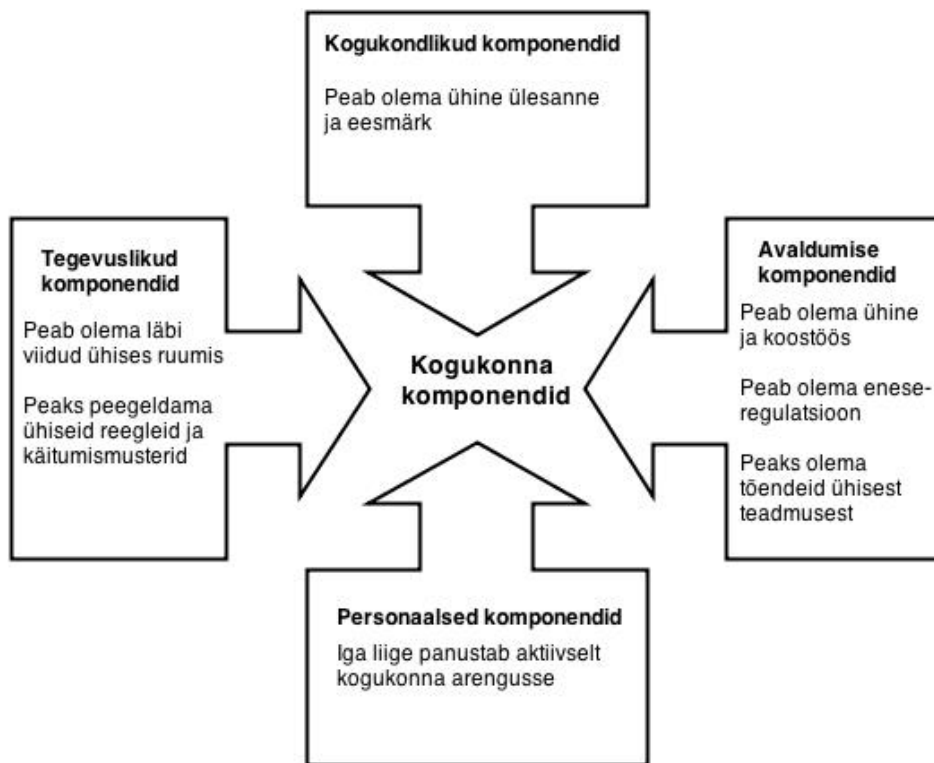 Kogukondlikud komponendid
Peab olema ühine ülesanne
ja eesmärk
Tegevuslikud
komponendid
Peab olema läbi
viidud ühises ruumis
Peaks peegeldama
ühiseid reegleid ja
käitumismusterid
Kogukonna
komponendid
Avaldumise
komponendid
Peab olema ühine
ja koostöös
Peab olema enese-
regulatsioon
Peaks olema
tõendeid ühisest
teadmusest
Personaalsed komponendid
Iga liige panustab aktiivselt
kogukonna arengusse